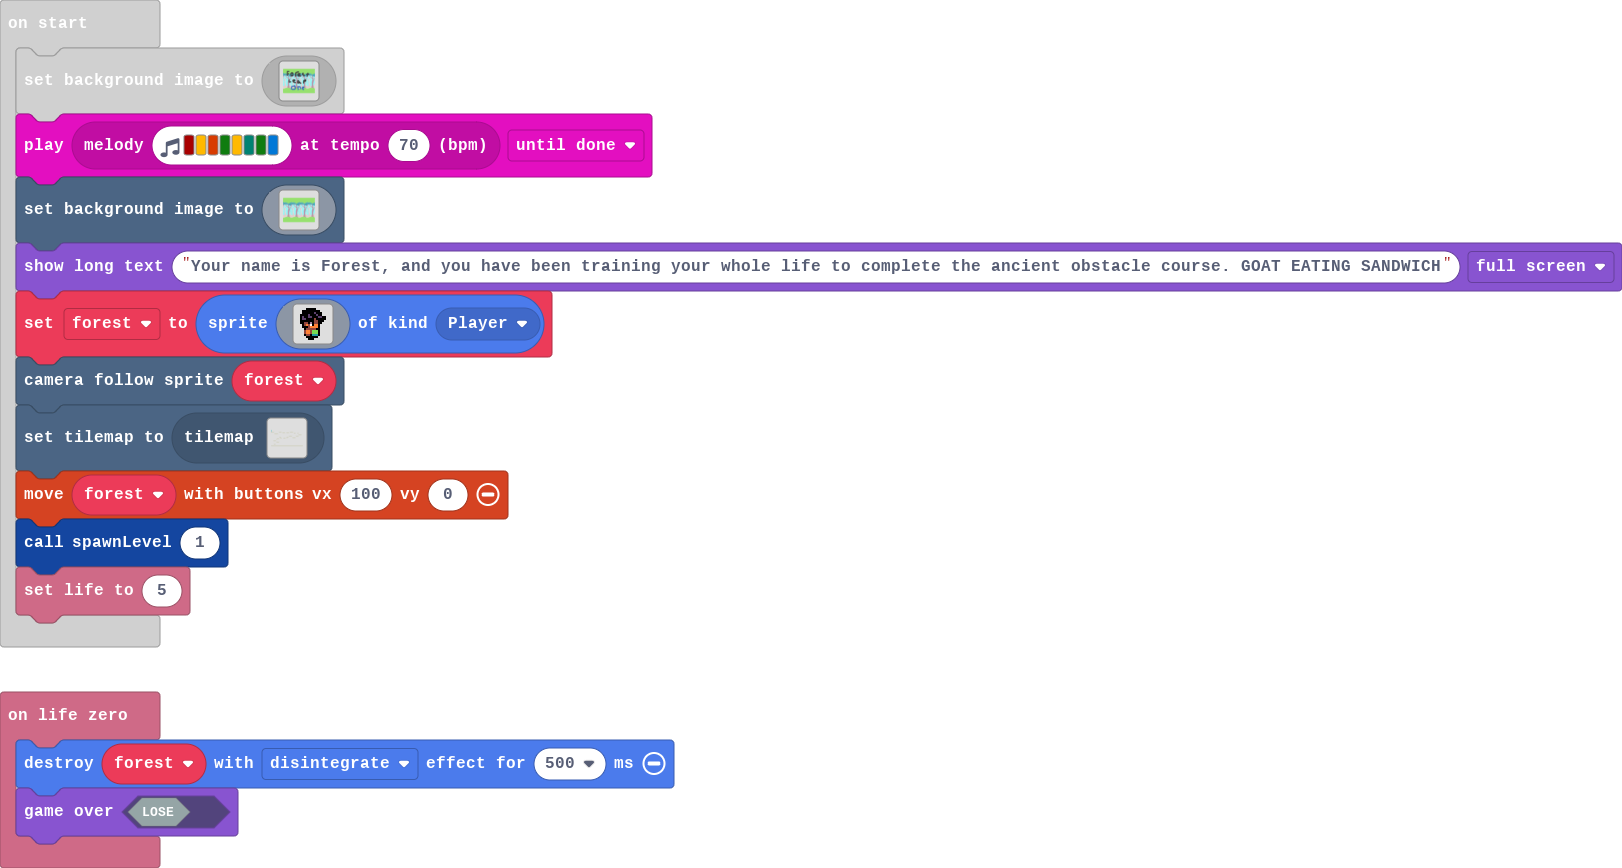 on start
set background image to Forest Leap One
play melody at tempo 70 (bpm) until done
set background image to
show long text "Your name is Forest, and you have been training your whole life to complete the ancient obstacle course. GOAT EATING SANDWICH" full screen
set forest to sprite of kind Player
camera follow sprite forest
set tilemap to tilemap
move forest with buttons vx 100 vy 0
call spawnLevel 1
set life to 5
on life zero
destroy forest with disintegrate effect for 500 ms
game over LOSE